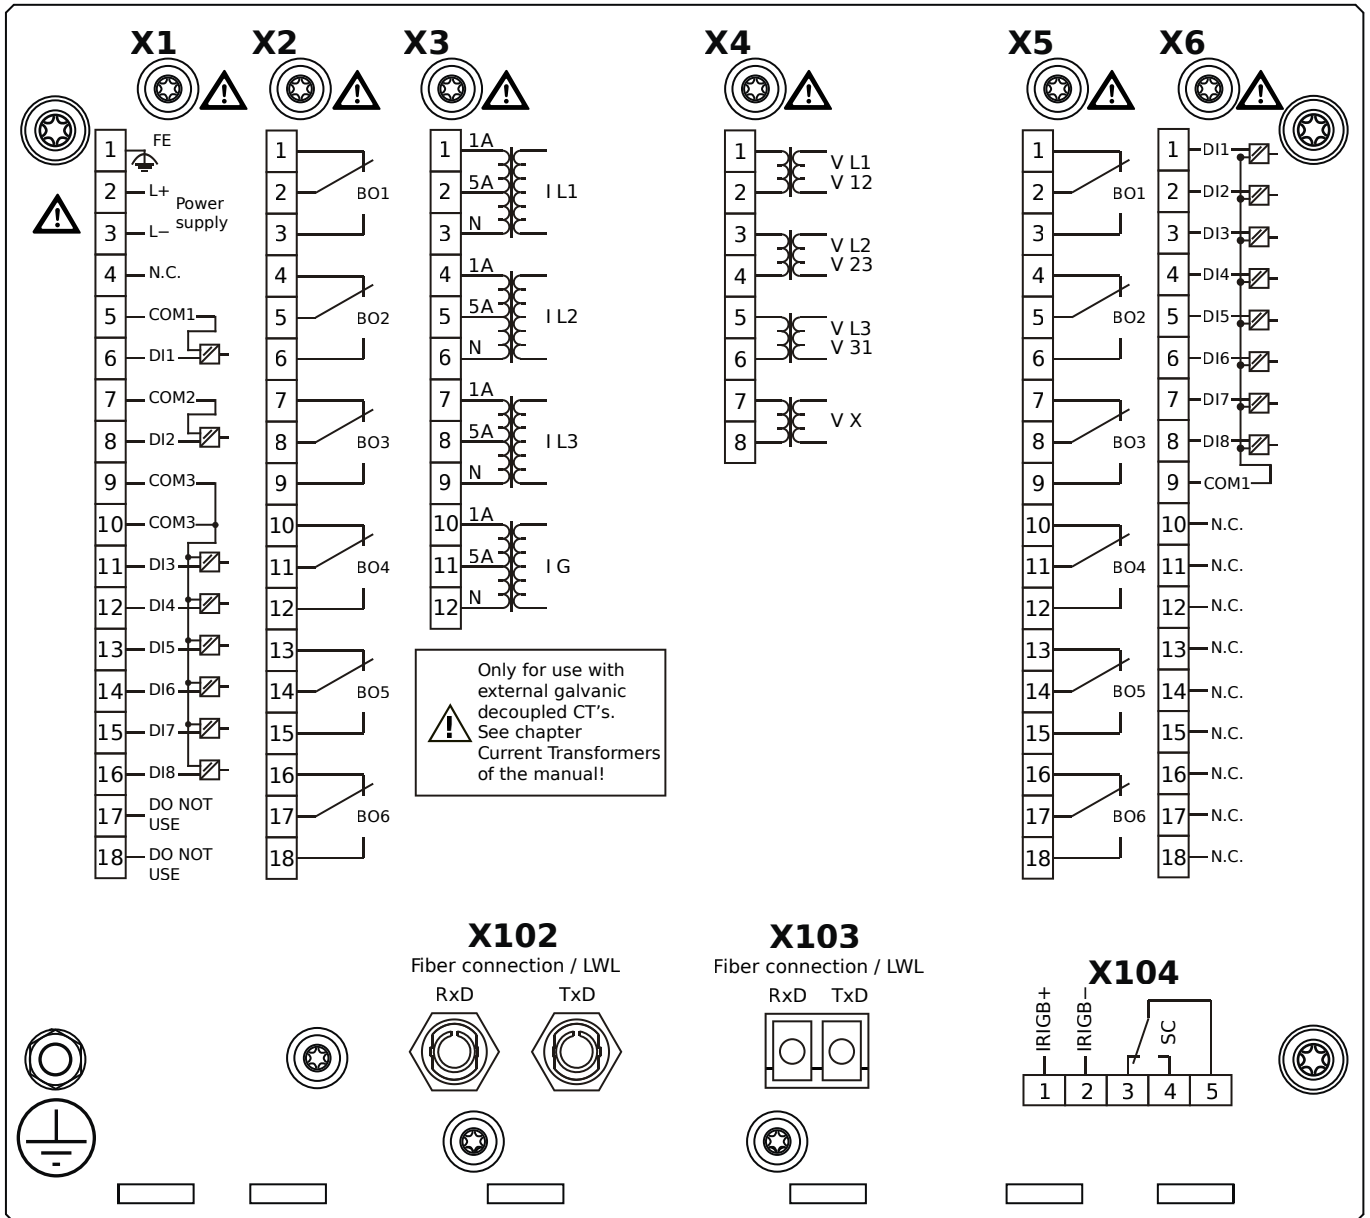 X1
X2
X3
X4
X5
X6
1 FE
2 L+
Power
supply
3 L−
4 N.C.
5 COM1
6 DI1
7 COM2
8 DI2
9 COM3
10 COM3
11 DI3
12 DI4
13 DI5
14 DI6
15 DI7
16 DI8
17 DO NOT
USE
18 DO NOT
USE
1
2 BO1
3
4
5 BO2
6
7
8 BO3
9
10
11 BO4
12
13
14 BO5
15
16
17 BO6
18
1 1A
2 5A I L1
3 N
4 1A
5 5A I L2
6 N
7 1A
8 5A I L3
9 N
10 1A
11 5A I G
12 N
Only for use with
external galvanic
decoupled CT's.
See chapter
Current Transformers
of the manual!
1 V L1
2 V 12
3 V L2
4 V 23
5 V L3
6 V 31
7 V X
8
1
2 BO1
3
4
5 BO2
6
7
8 BO3
9
10
11 BO4
12
13
14 BO5
15
16
17 BO6
18
1 DI1
2 DI2
3 DI3
4 DI4
5 DI5
6 DI6
7 DI7
8 DI8
9 COM1
10 N.C.
11 N.C.
12 N.C.
13 N.C.
14 N.C.
15 N.C.
16 N.C.
17 N.C.
18 N.C.
X102
Fiber connection / LWL
RxD TxD
X103
Fiber connection / LWL
RxD TxD
X104
IRIGB+
IRIGB−
SC
1 2 3 4 5